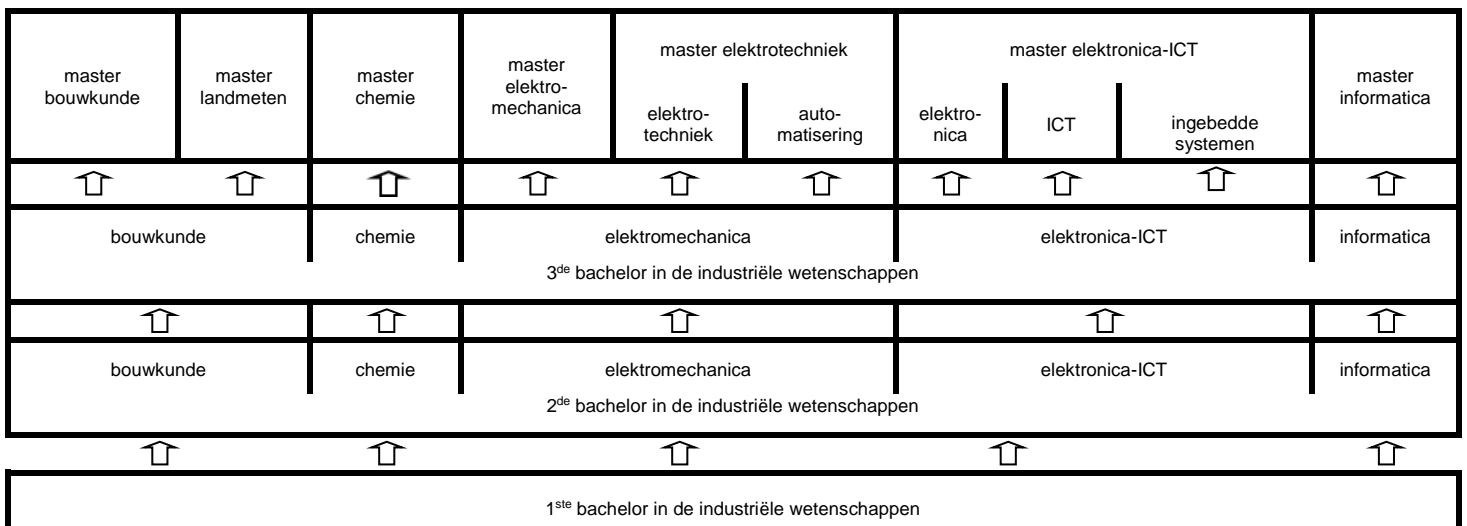 master
bouwkunde
master
landmeten
master
chemie
master
elektro-
mechanica
master elektrotechniek
elektro-
techniek
auto-
matisering
master elektronica-ICT
elektro-
nica
ICT
ingebedde
systemen
master
informatica
bouwkunde
chemie
elektromechanica
elektronica-ICT
informatica
3de bachelor in de industriële wetenschappen
bouwkunde
chemie
elektromechanica
elektronica-ICT
informatica
2de bachelor in de industriële wetenschappen
1ste bachelor in de industriële wetenschappen